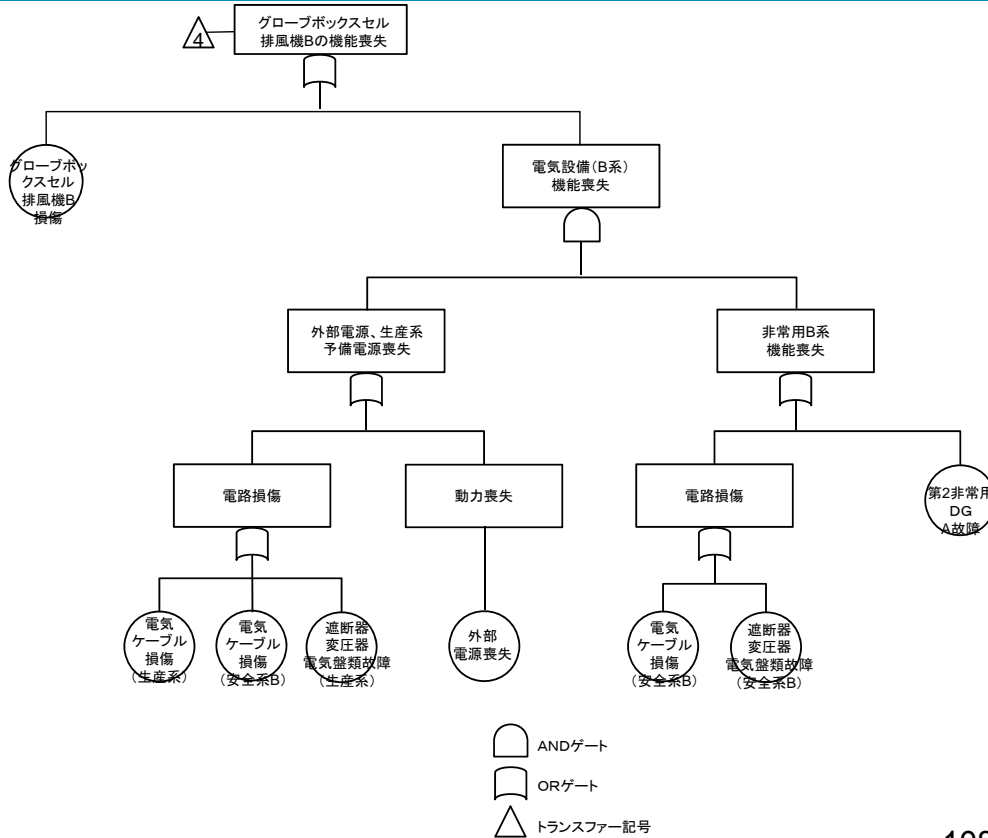 4
グローブボックスセル
排風機Bの機能喪失
グローブボッ
クスセル
排風機B
損傷
電気設備(B系)
機能喪失
外部電源、生産系
予備電源喪失
非常用B系
機能喪失
電路損傷
動力喪失
電路損傷
第2非常用
DG
A故障
電気
ケーブル
損傷
(生産系)
電気
ケーブル
損傷
(安全系B)
遮断器
変圧器
電気盤類故障
(生産系)
外部
電源喪失
電気
ケーブル
損傷
(安全系B)
遮断器
変圧器
電気盤類故障
(安全系B)
ANDゲート
ORゲート
トランスファー記号